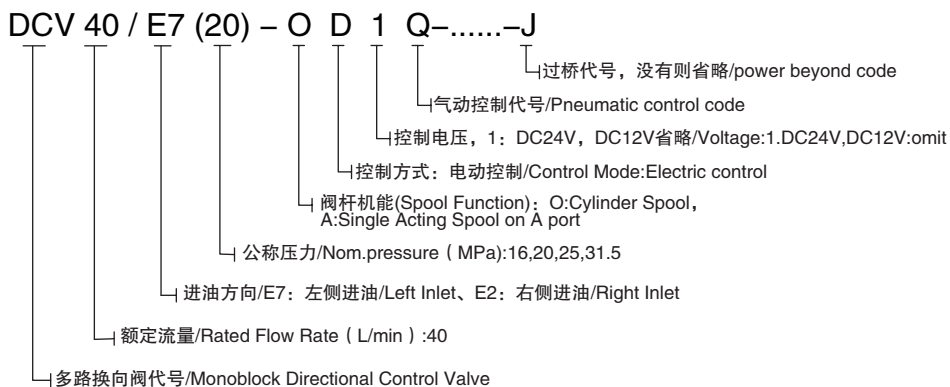 DCV 40 / E7 (20) – O D 1 Q–......–J
过桥代号，没有则省略/power beyond code
气动控制代号/Pneumatic control code
控制电压，1：DC24V，DC12V省略/Voltage:1.DC24V,DC12V:omit
控制方式：电动控制/Control Mode:Electric control
阀杆机能(Spool Function)：O:Cylinder Spool，
A:Single Acting Spool on A port
公称压力/Nom.pressure（MPa):16,20,25,31.5
进油方向/E7：左侧进油/Left Inlet、E2：右侧进油/Right Inlet
额定流量/Rated Flow Rate（L/min）:40
多路换向阀代号/Monoblock Directional Control Valve